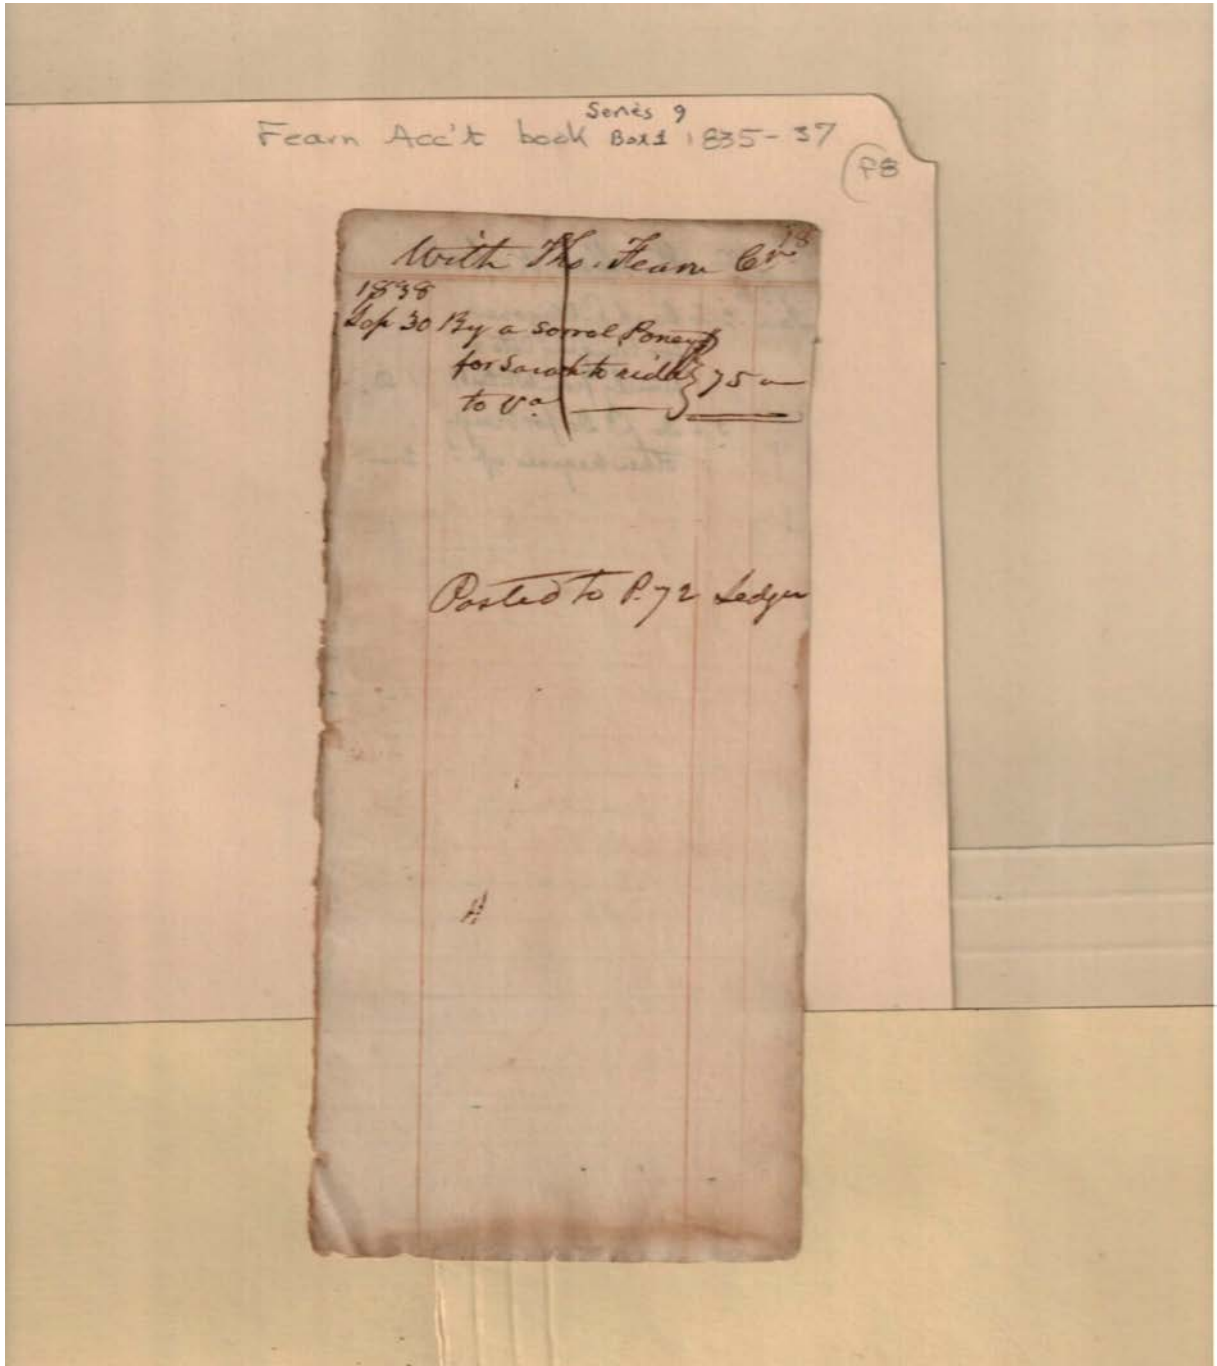 Series 9
Fearn Acc't book Box 1 1835-37
P8
18
With Tho. Fearn Cr
1838
Sep 30 By a sorrel Poney
for Sarah to ride } 75
to Va
Posted to P. 72 Ledger